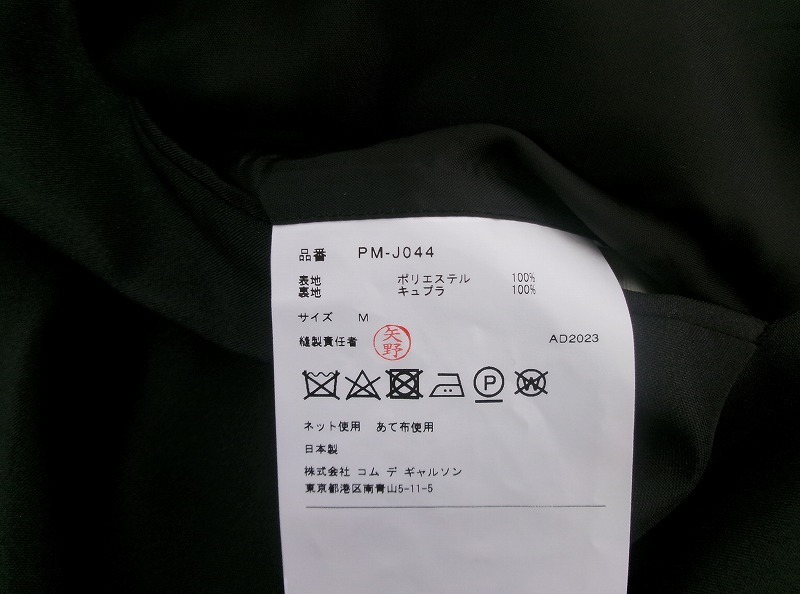 品番 PM-J044
表地 ポリエステル 100%
裏地 キュプラ 100%
サイズ M
縫製責任者 矢野 AD2023
P W
ネット使用 あて布使用
日本製
株式会社 コム デ ギャルソン
東京都港区南青山5-11-5